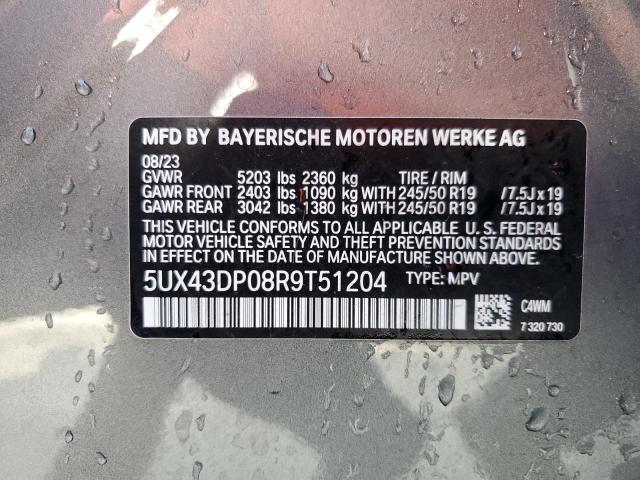 MFD BY BAYERISCHE MOTOREN WERKE AG
08/23
GVWR 5203 lbs 2360 kg TIRE / RIM
GAWR FRONT 2403 lbs 1090 kg WITH 245/50 R19 /7.5J x 19
GAWR REAR 3042 lbs 1380 kg WITH 245/50 R19 /7.5J x 19
THIS VEHICLE CONFORMS TO ALL APPLICABLE U. S. FEDERAL
MOTOR VEHICLE SAFETY AND THEFT PREVENTION STANDARDS
IN EFFECT ON THE DATE OF MANUFACTURE SHOWN ABOVE.
5UX43DP08R9T51204 TYPE: MPV
C4WM
7 320 730